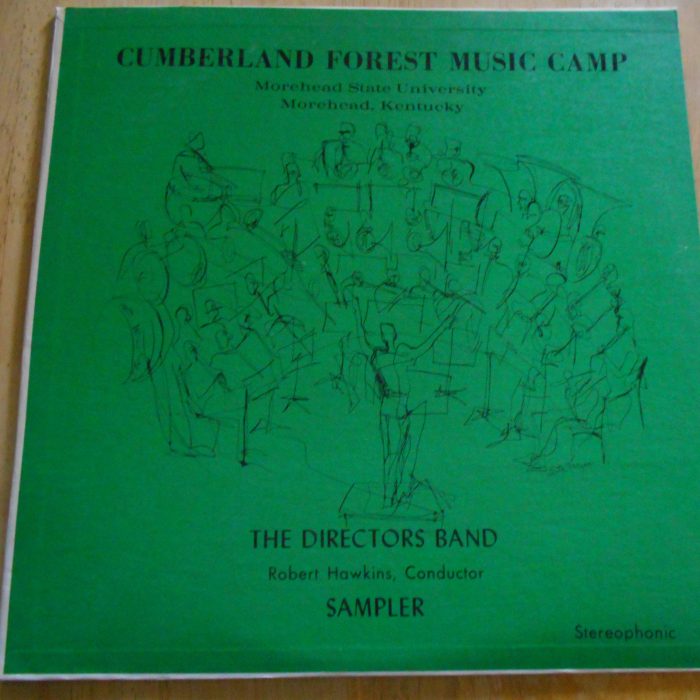 CUMBERLAND FOREST MUSIC CAMP
Morehead State University
Morehead, Kentucky
THE DIRECTORS BAND
Robert Hawkins, Conductor
SAMPLER
Stereophonic